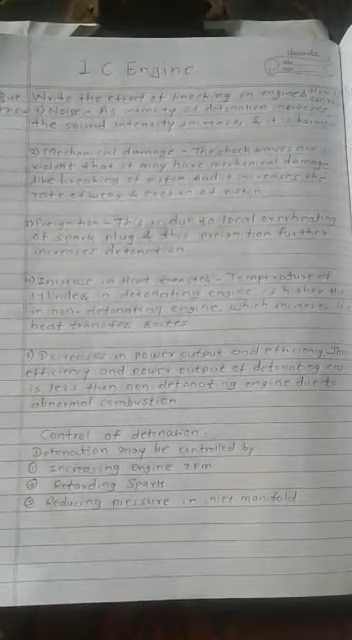 I C Engine
Que Write the effect of knocking on engine
1) Noise - As intensity of detonation increases
the sound intensity increases & it is harmful
2) Mechanical damage - The shock waves are so
violent that it may have mechanical damage
like breaking of piston and it increases the
rate of wear & erosion of piston
3) Preignition - This is due to local overheating
of spark plug & this preignition further
increases detonation
4) Increase in Heat transfer - Temperature of
cylinder in detonating engine is higher than
in non-detonating engine which increases
heat transfer rates
5) Decreases in power output and efficiency - The
efficiency and power output of detonating
is less than non-detonating engine due to
abnormal combustion
Control of detonation
Detonation may be controlled by
① Increasing engine rpm
② Retarding Spark
③ Reducing pressure in inlet manifold